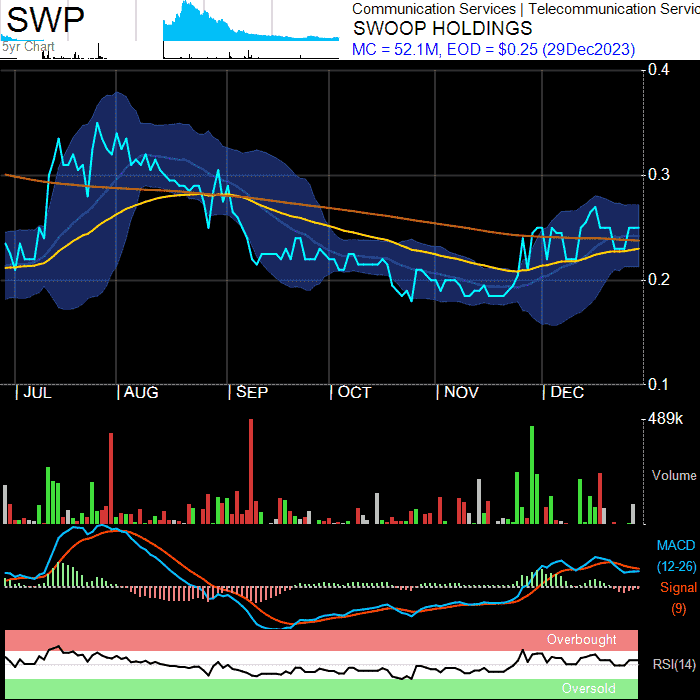 SWP
Communication Services | Telecommunication Servic
SWOOP HOLDINGS
5yr Chart
MC = 52.1M, EOD = $0.25 (29Dec2023)
0.4
0.3
0.2
0.1
JUL AUG SEP OCT NOV DEC
489k
Volume
MACD
(12-26)
Signal
(9)
Overbought
RSI(14)
Oversold